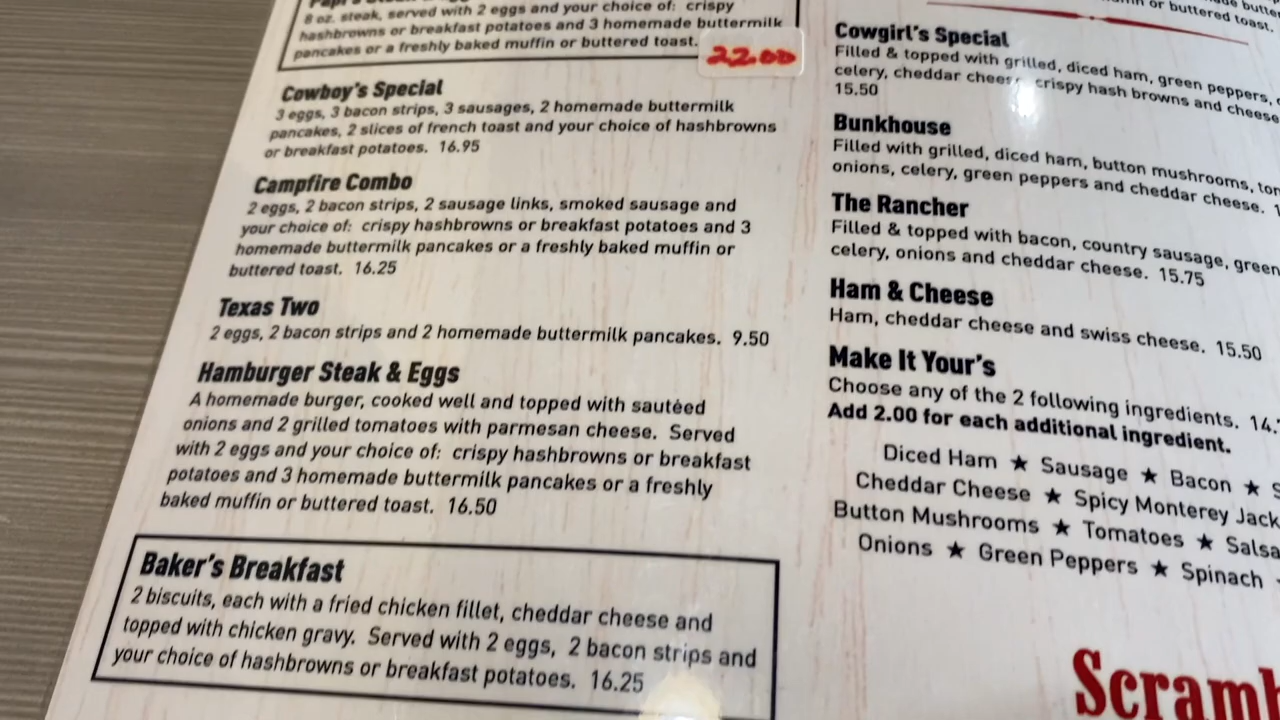 8 oz. steak, served with 2 eggs and your choice of: crispy
hashbrowns or breakfast potatoes and 3 homemade buttermilk
pancakes or a freshly baked muffin or buttered toast.
22.00
Cowboy's Special
3 eggs, 3 bacon strips, 3 sausages, 2 homemade buttermilk
pancakes, 2 slices of french toast and your choice of hashbrowns
or breakfast potatoes. 16.95
Campfire Combo
2 eggs, 2 bacon strips, 2 sausage links, smoked sausage and
your choice of: crispy hashbrowns or breakfast potatoes and 3
homemade buttermilk pancakes or a freshly baked muffin or
buttered toast. 16.25
Texas Two
2 eggs, 2 bacon strips and 2 homemade buttermilk pancakes. 9.50
Hamburger Steak & Eggs
A homemade burger, cooked well and topped with sautéed
onions and 2 grilled tomatoes with parmesan cheese. Served
with 2 eggs and your choice of: crispy hashbrowns or breakfast
potatoes and 3 homemade buttermilk pancakes or a freshly
baked muffin or buttered toast. 16.50
Baker's Breakfast
2 biscuits, each with a fried chicken fillet, cheddar cheese and
topped with chicken gravy. Served with 2 eggs, 2 bacon strips and
your choice of hashbrowns or breakfast potatoes. 16.25
or buttered toast.
Cowgirl's Special
Filled & topped with grilled, diced ham, green peppers,
celery, cheddar cheese, crispy hash browns and cheese
15.50
Bunkhouse
Filled with grilled, diced ham, button mushrooms,
onions, celery, green peppers and cheddar cheese.
The Rancher
Filled & topped with bacon, country sausage, green
celery, onions and cheddar cheese. 15.75
Ham & Cheese
Ham, cheddar cheese and swiss cheese. 15.50
Make It Your's
Choose any of the 2 following ingredients. 14.
Add 2.00 for each additional ingredient.
Diced Ham ★ Sausage ★ Bacon ★
Cheddar Cheese ★ Spicy Monterey Jack
Button Mushrooms ★ Tomatoes ★ Salsa
Onions ★ Green Peppers ★ Spinach
Scramb